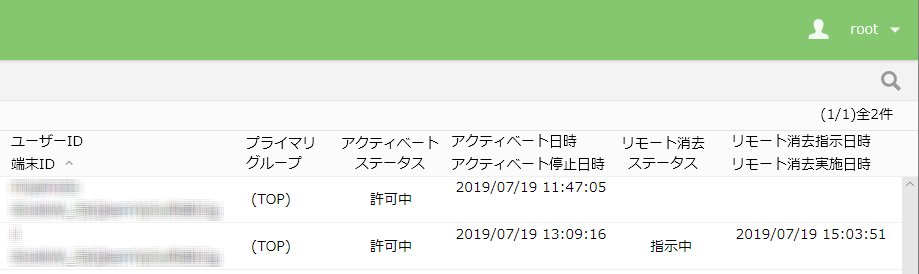 root
(1/1)全2件
ユーザーID
端末ID
プライマリ
グループ
アクティベート
ステータス
アクティベート日時
アクティベート停止日時
リモート消去
ステータス
リモート消去指示日時
リモート消去実施日時
(TOP) 許可中 2019/07/19 11:47:05
(TOP) 許可中 2019/07/19 13:09:16 指示中 2019/07/19 15:03:51